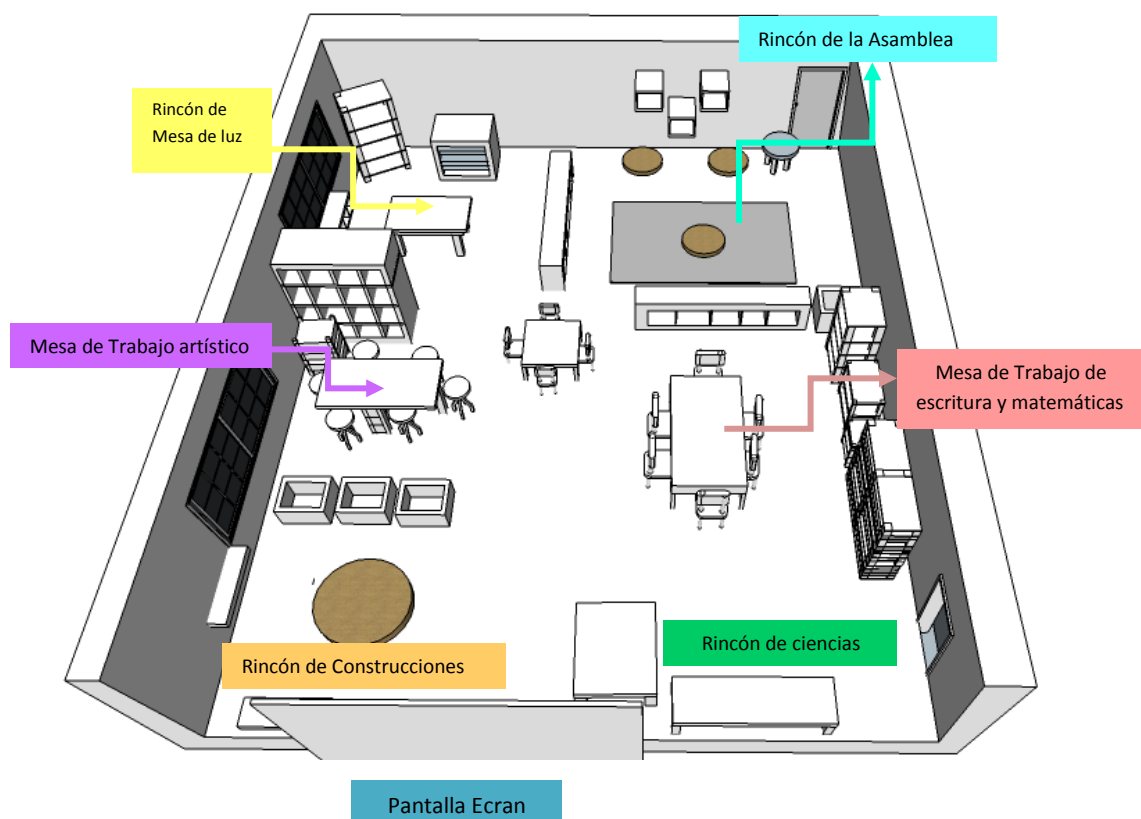 Rincón de la Asamblea
Rincón de
Mesa de luz
Mesa de Trabajo artístico
Mesa de Trabajo de
escritura y matemáticas
Rincón de ciencias
Rincón de Construcciones
Pantalla Ecran